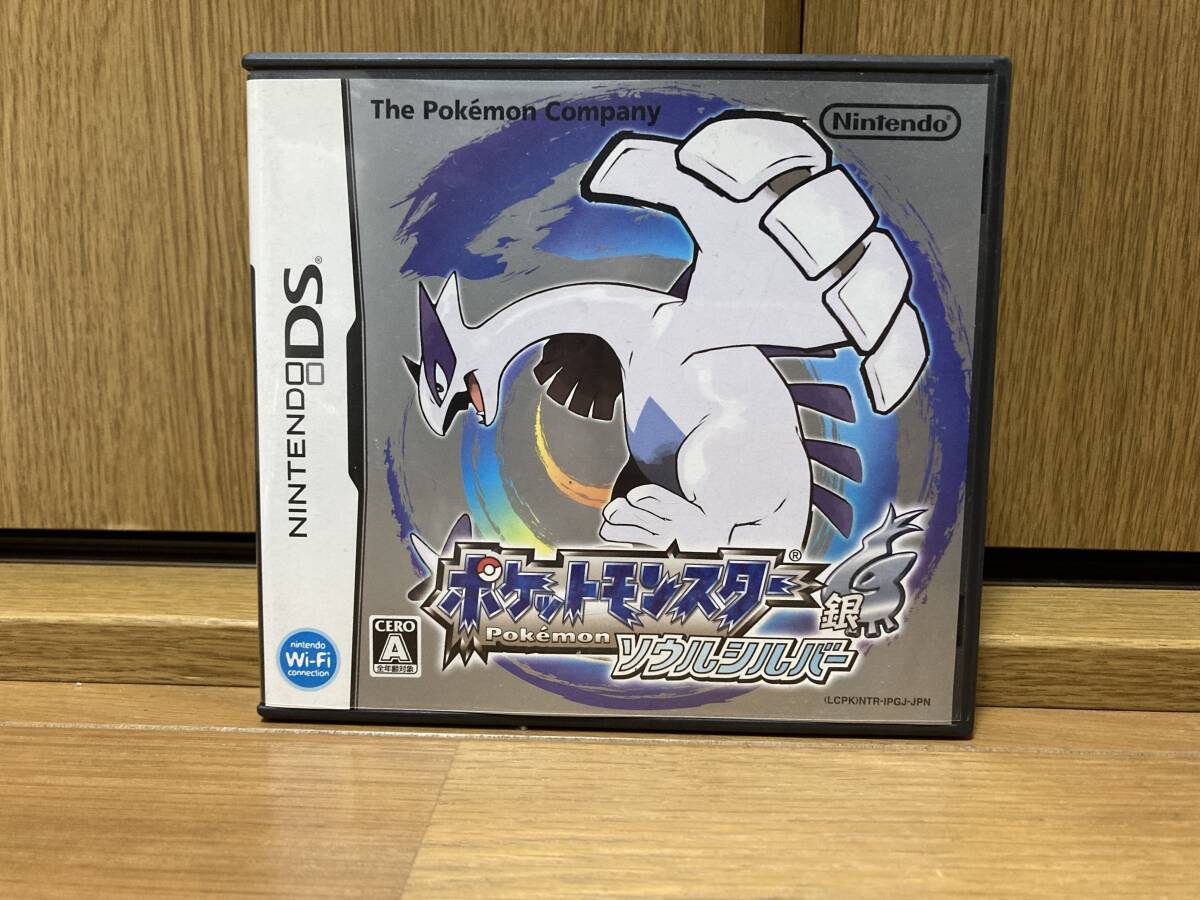 The Pokémon Company
Nintendo®
NINTENDO DS®
ポケットモンスター®
Pokémon
銀
ソウルシルバー
CERO
A
全年齢対象
nintendo
Wi-Fi
connection
(LCPK)NTR-IPGJ-JPN